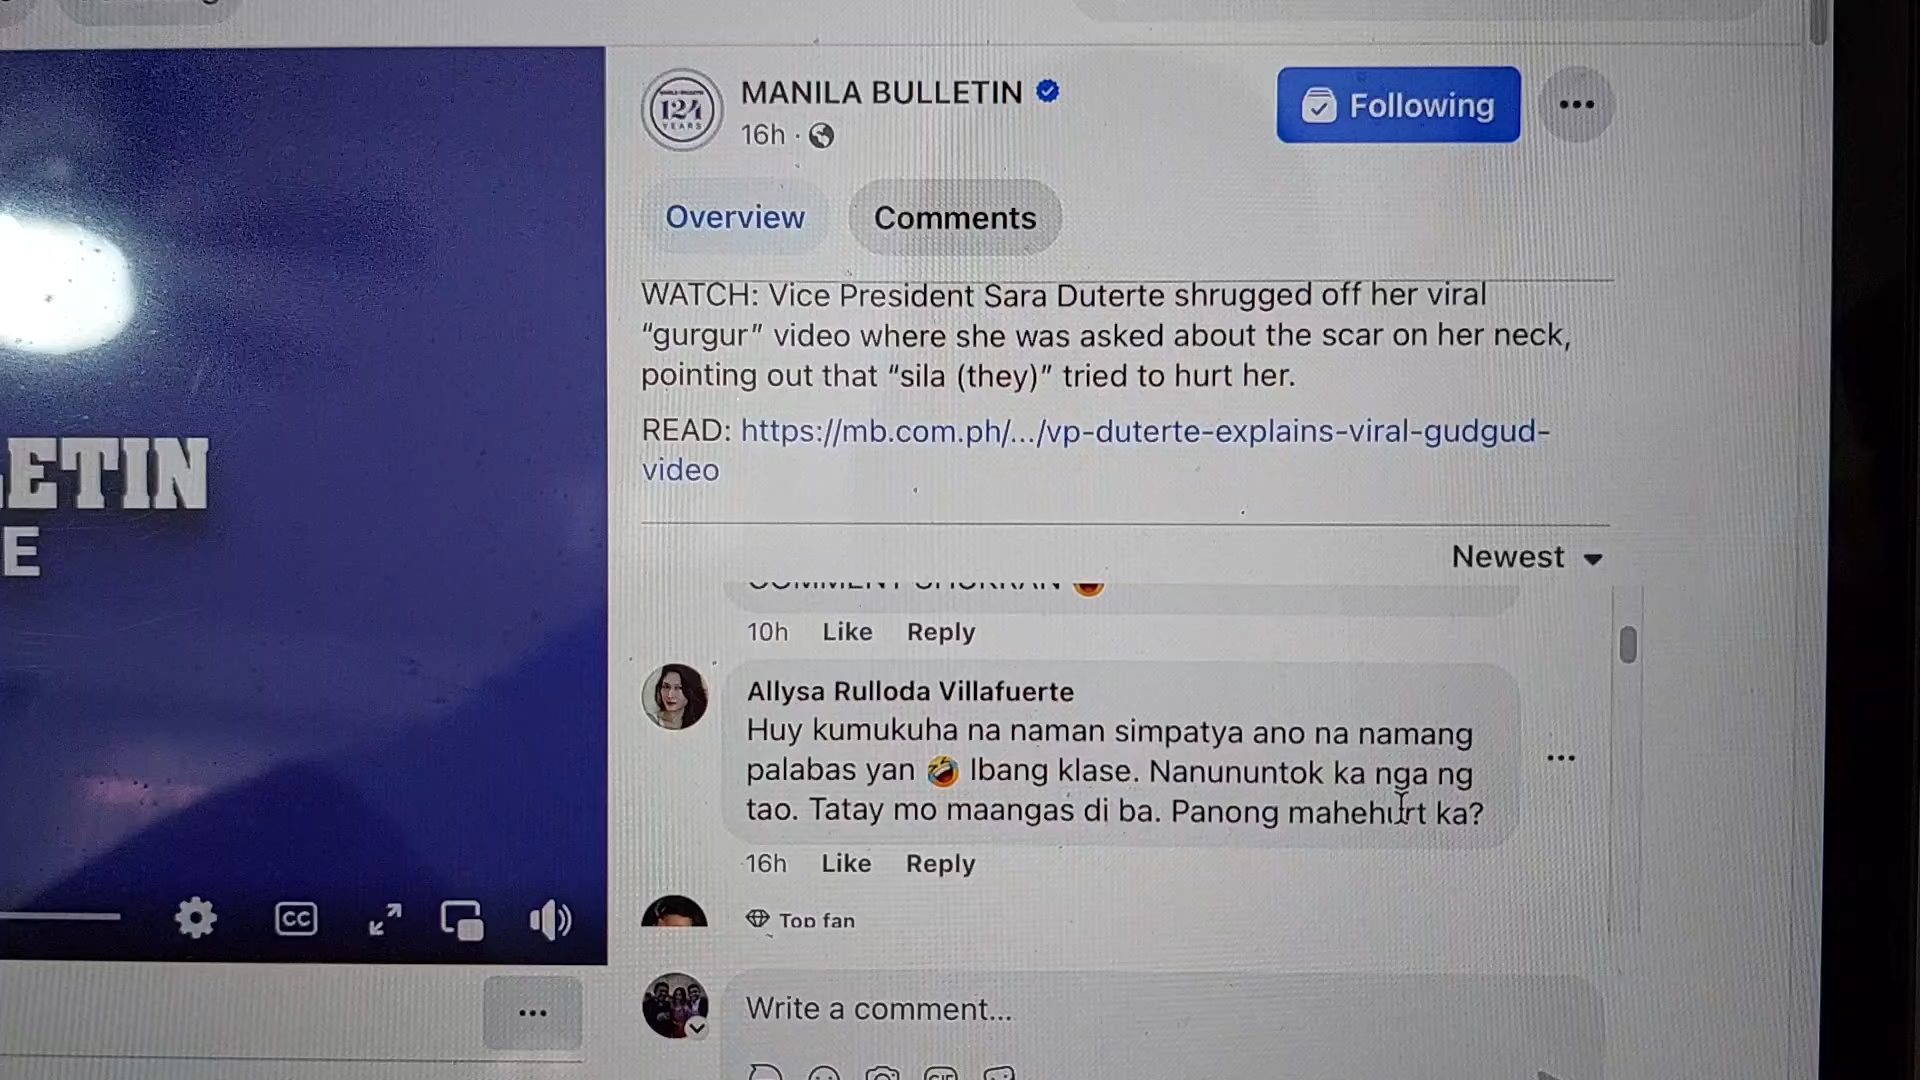 MANILA BULLETIN
124
YEARS
16h ·
Following
Overview
Comments
WATCH: Vice President Sara Duterte shrugged off her viral
“gurgur” video where she was asked about the scar on her neck,
pointing out that “sila (they)” tried to hurt her.
READ: https://mb.com.ph/.../vp-duterte-explains-viral-gudgud-
video
ETIN
E
CC
Newest
10h Like Reply
Allysa Rulloda Villafuerte
Huy kumukuha na naman simpatya ano na namang
palabas yan 🤣 Ibang klase. Nanununtok ka nga ng
tao. Tatay mo maangas di ba. Panong mahehurt ka?
16h Like Reply
Top fan
Write a comment...